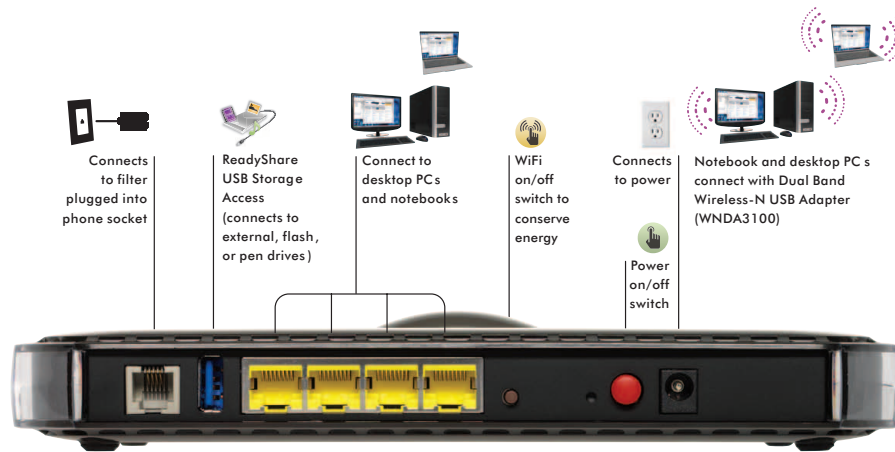 Connects
to filter
plugged into
phone socket
ReadyShare
USB Storage
Access
(connects to
external, flash,
or pen drives)
Connect to
desktop PCs
and notebooks
WiFi
on/off
switch to
conserve
energy
Connects
to power
Power
on/off
switch
Notebook and desktop PCs
connect with Dual Band
Wireless-N USB Adapter
(WNDA3100)